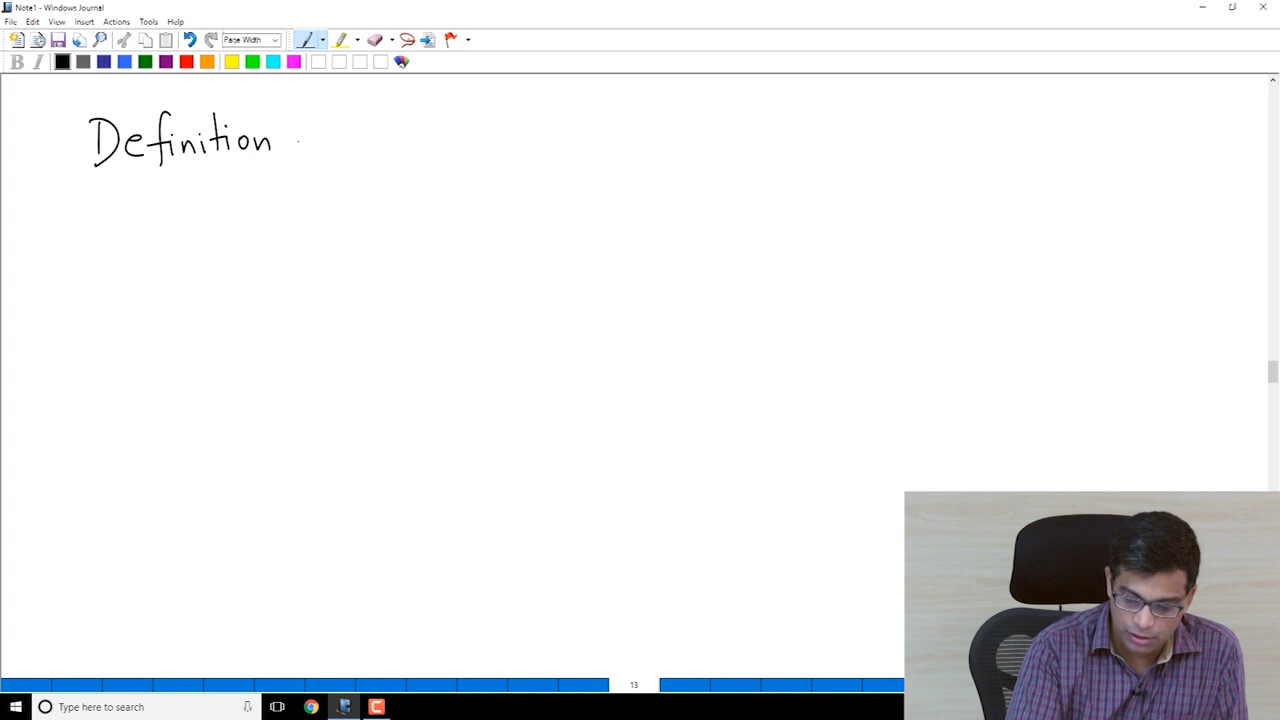 Note1 - Windows Journal
File Edit View Insert Actions Tools Help
Page Width
B I
Definition
13
Type here to search